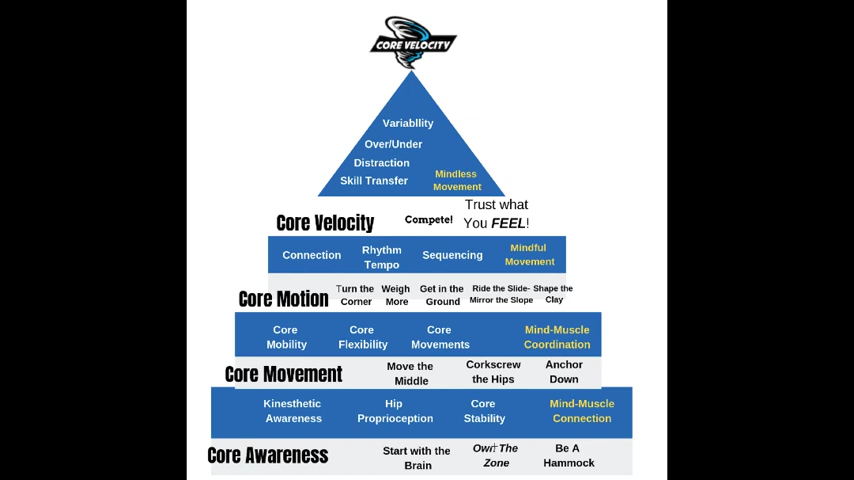 CORE VELOCITY
Variability
Over/Under
Distraction
Skill Transfer
Mindless
Movement
Core Velocity
Compete!
Trust what
You FEEL!
Connection
Rhythm
Tempo
Sequencing
Mindful
Movement
Core Motion
Turn the
Corner
Weigh
More
Get in the
Ground
Ride the Slide-
Mirror the Slope
Shape the
Clay
Core
Mobility
Core
Flexibility
Core
Movements
Mind-Muscle
Coordination
Core Movement
Move the
Middle
Corkscrew
the Hips
Anchor
Down
Kinesthetic
Awareness
Hip
Proprioception
Core
Stability
Mind-Muscle
Connection
Core Awareness
Start with the
Brain
Own The
Zone
Be A
Hammock